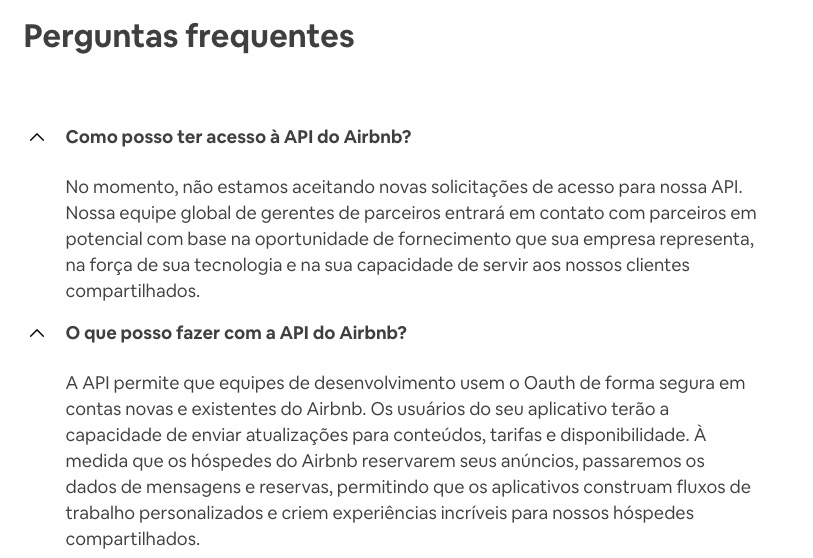 Perguntas frequentes
Como posso ter acesso à API do Airbnb?
No momento, não estamos aceitando novas solicitações de acesso para nossa API.
Nossa equipe global de gerentes de parceiros entrará em contato com parceiros em
potencial com base na oportunidade de fornecimento que sua empresa representa,
na força de sua tecnologia e na sua capacidade de servir aos nossos clientes
compartilhados.
O que posso fazer com a API do Airbnb?
A API permite que equipes de desenvolvimento usem o Oauth de forma segura em
contas novas e existentes do Airbnb. Os usuários do seu aplicativo terão a
capacidade de enviar atualizações para conteúdos, tarifas e disponibilidade. À
medida que os hóspedes do Airbnb reservarem seus anúncios, passaremos os
dados de mensagens e reservas, permitindo que os aplicativos construam fluxos de
trabalho personalizados e criem experiências incríveis para nossos hóspedes
compartilhados.